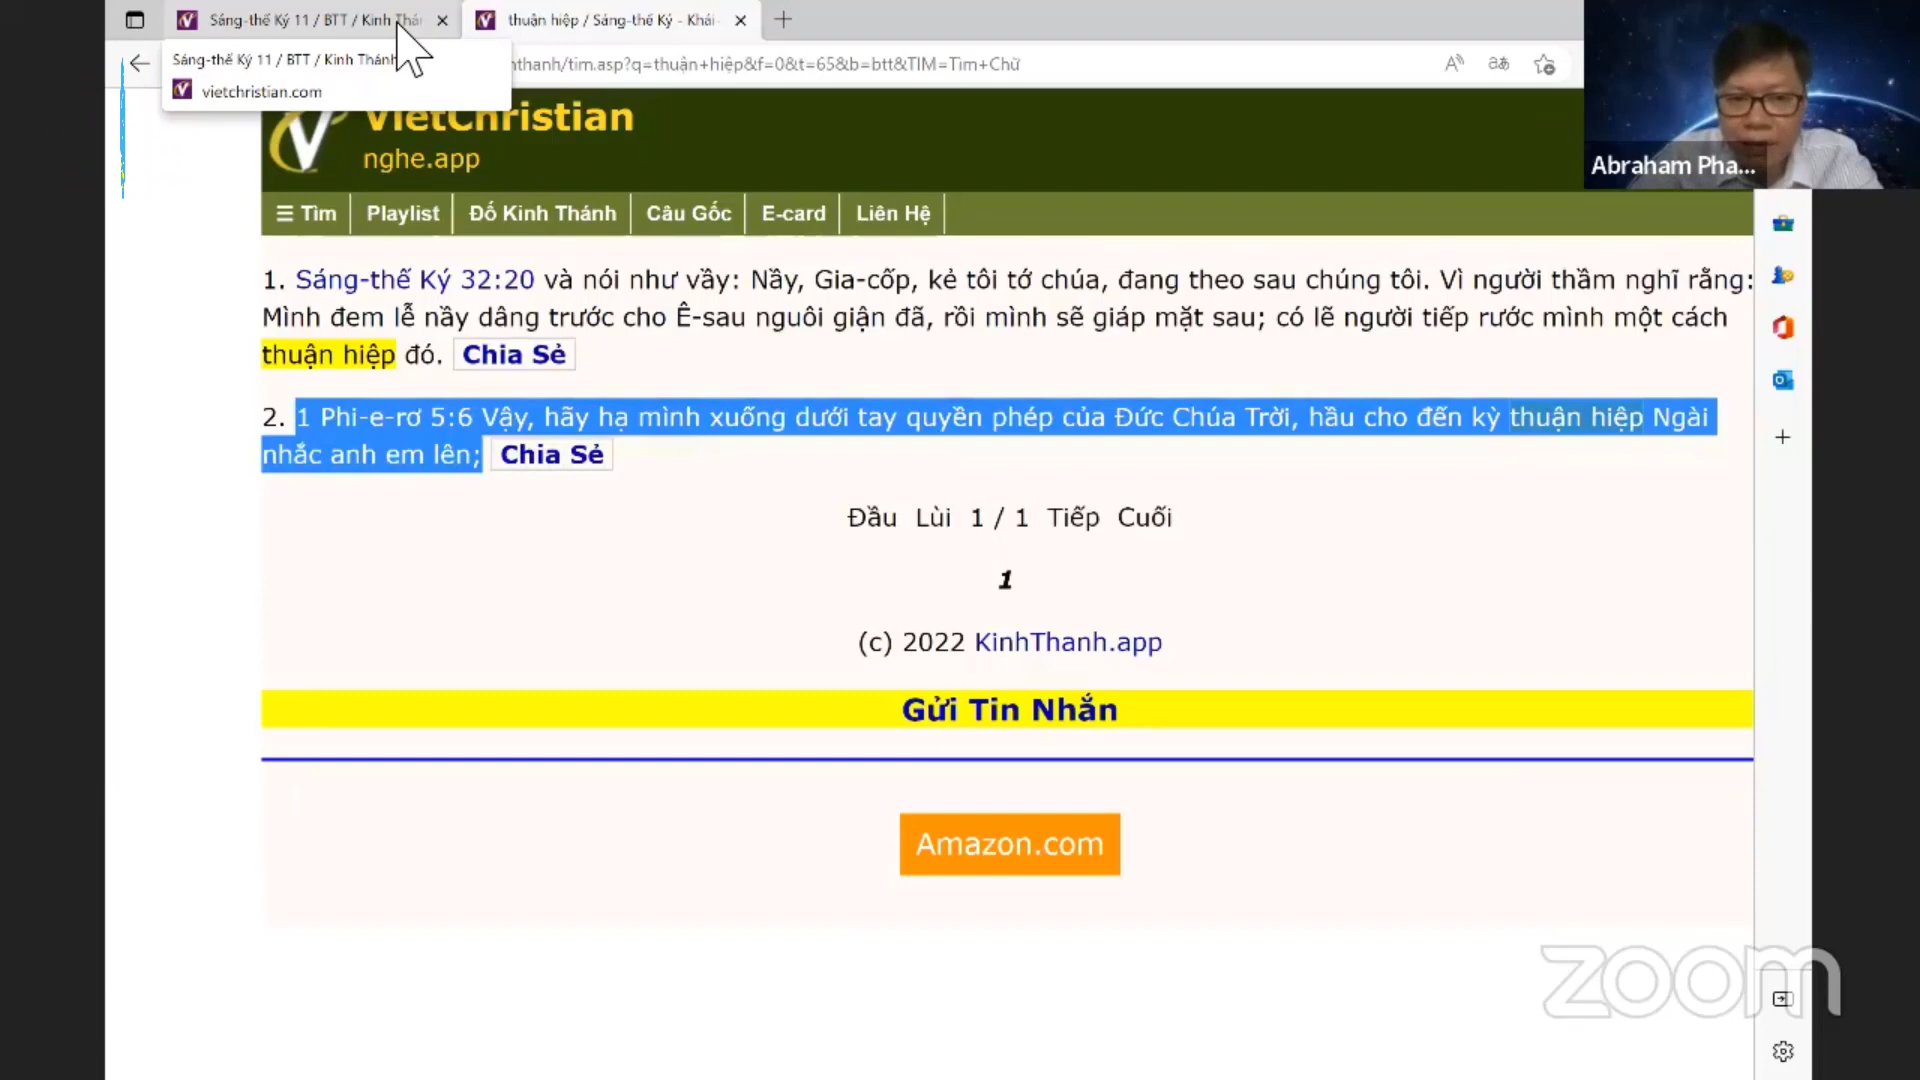 Sáng-thế Ký 11 / BTT / Kinh Thá
thuận hiệp / Sáng-thế Ký - Khải-
Sáng-thế Ký 11 / BTT / Kinh Thánh
vietchristian.com
nthanh/tim.asp?q=thuận+hiệp&f=0&t=65&b=btt&TIM=Tìm+Chữ
VietChristian
nghe.app
Abraham Pha...
☰ Tìm Playlist Đố Kinh Thánh Câu Gốc E-card Liên Hệ
1. Sáng-thế Ký 32:20 và nói như vầy: Nầy, Gia-cốp, kẻ tôi tớ chúa, đang theo sau chúng tôi. Vì người thầm nghĩ rằng:
Mình đem lễ nầy dâng trước cho Ê-sau nguôi giận đã, rồi mình sẽ giáp mặt sau; có lẽ người tiếp rước mình một cách
thuận hiệp đó. Chia Sẻ
2. 1 Phi-e-rơ 5:6 Vậy, hãy hạ mình xuống dưới tay quyền phép của Đức Chúa Trời, hầu cho đến kỳ thuận hiệp Ngài
nhắc anh em lên; Chia Sẻ
Đầu Lùi 1 / 1 Tiếp Cuối
1
(c) 2022 KinhThanh.app
Gửi Tin Nhắn
Amazon.com
zoom